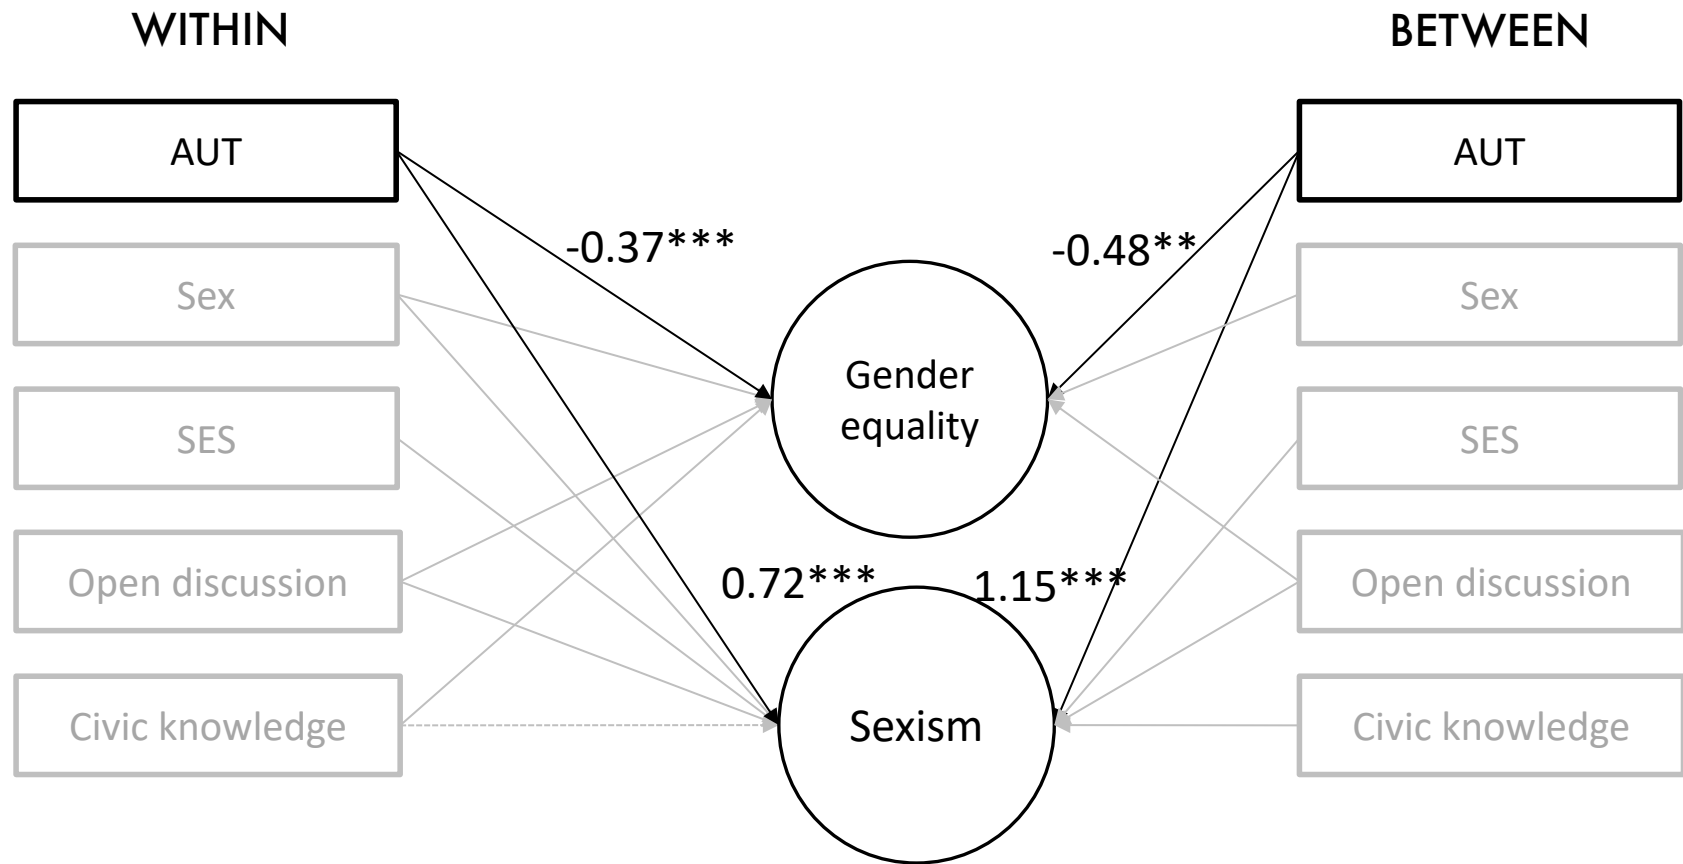 WITHIN
BETWEEN
AUT
AUT
-0.37***
-0.48**
Sex
Sex
Gender
equality
SES
SES
Open discussion
0.72***
1.15***
Open discussion
Civic knowledge
Sexism
Civic knowledge